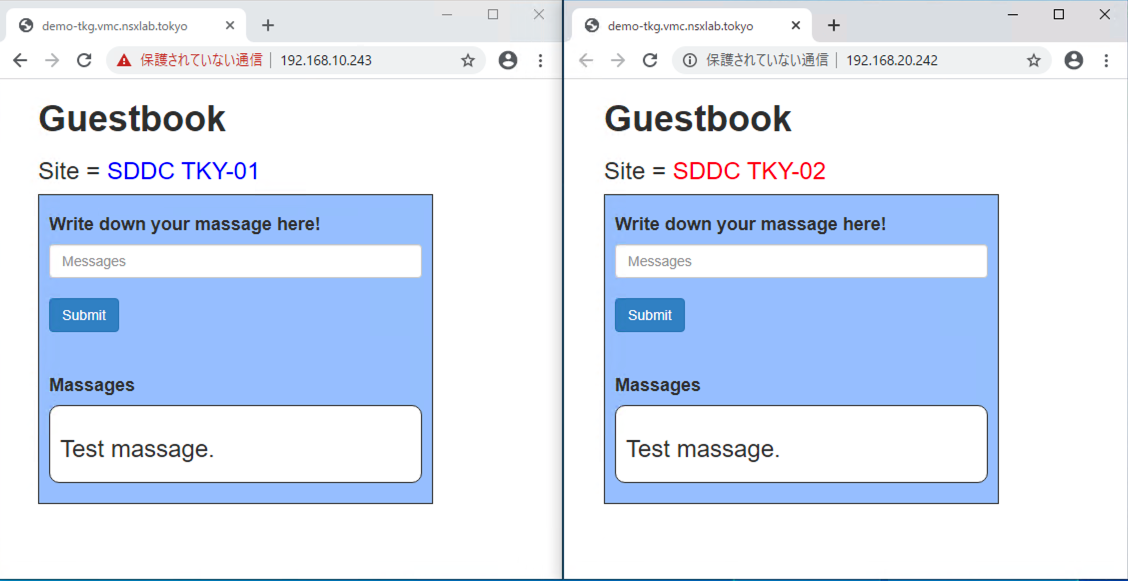 demo-tkg.vmc.nsxlab.tokyo
保護されていない通信 192.168.10.243
Guestbook
Site = SDDC TKY-01
Write down your massage here!
Messages
Submit
Massages
Test massage.
demo-tkg.vmc.nsxlab.tokyo
保護されていない通信 192.168.20.242
Guestbook
Site = SDDC TKY-02
Write down your massage here!
Messages
Submit
Massages
Test massage.